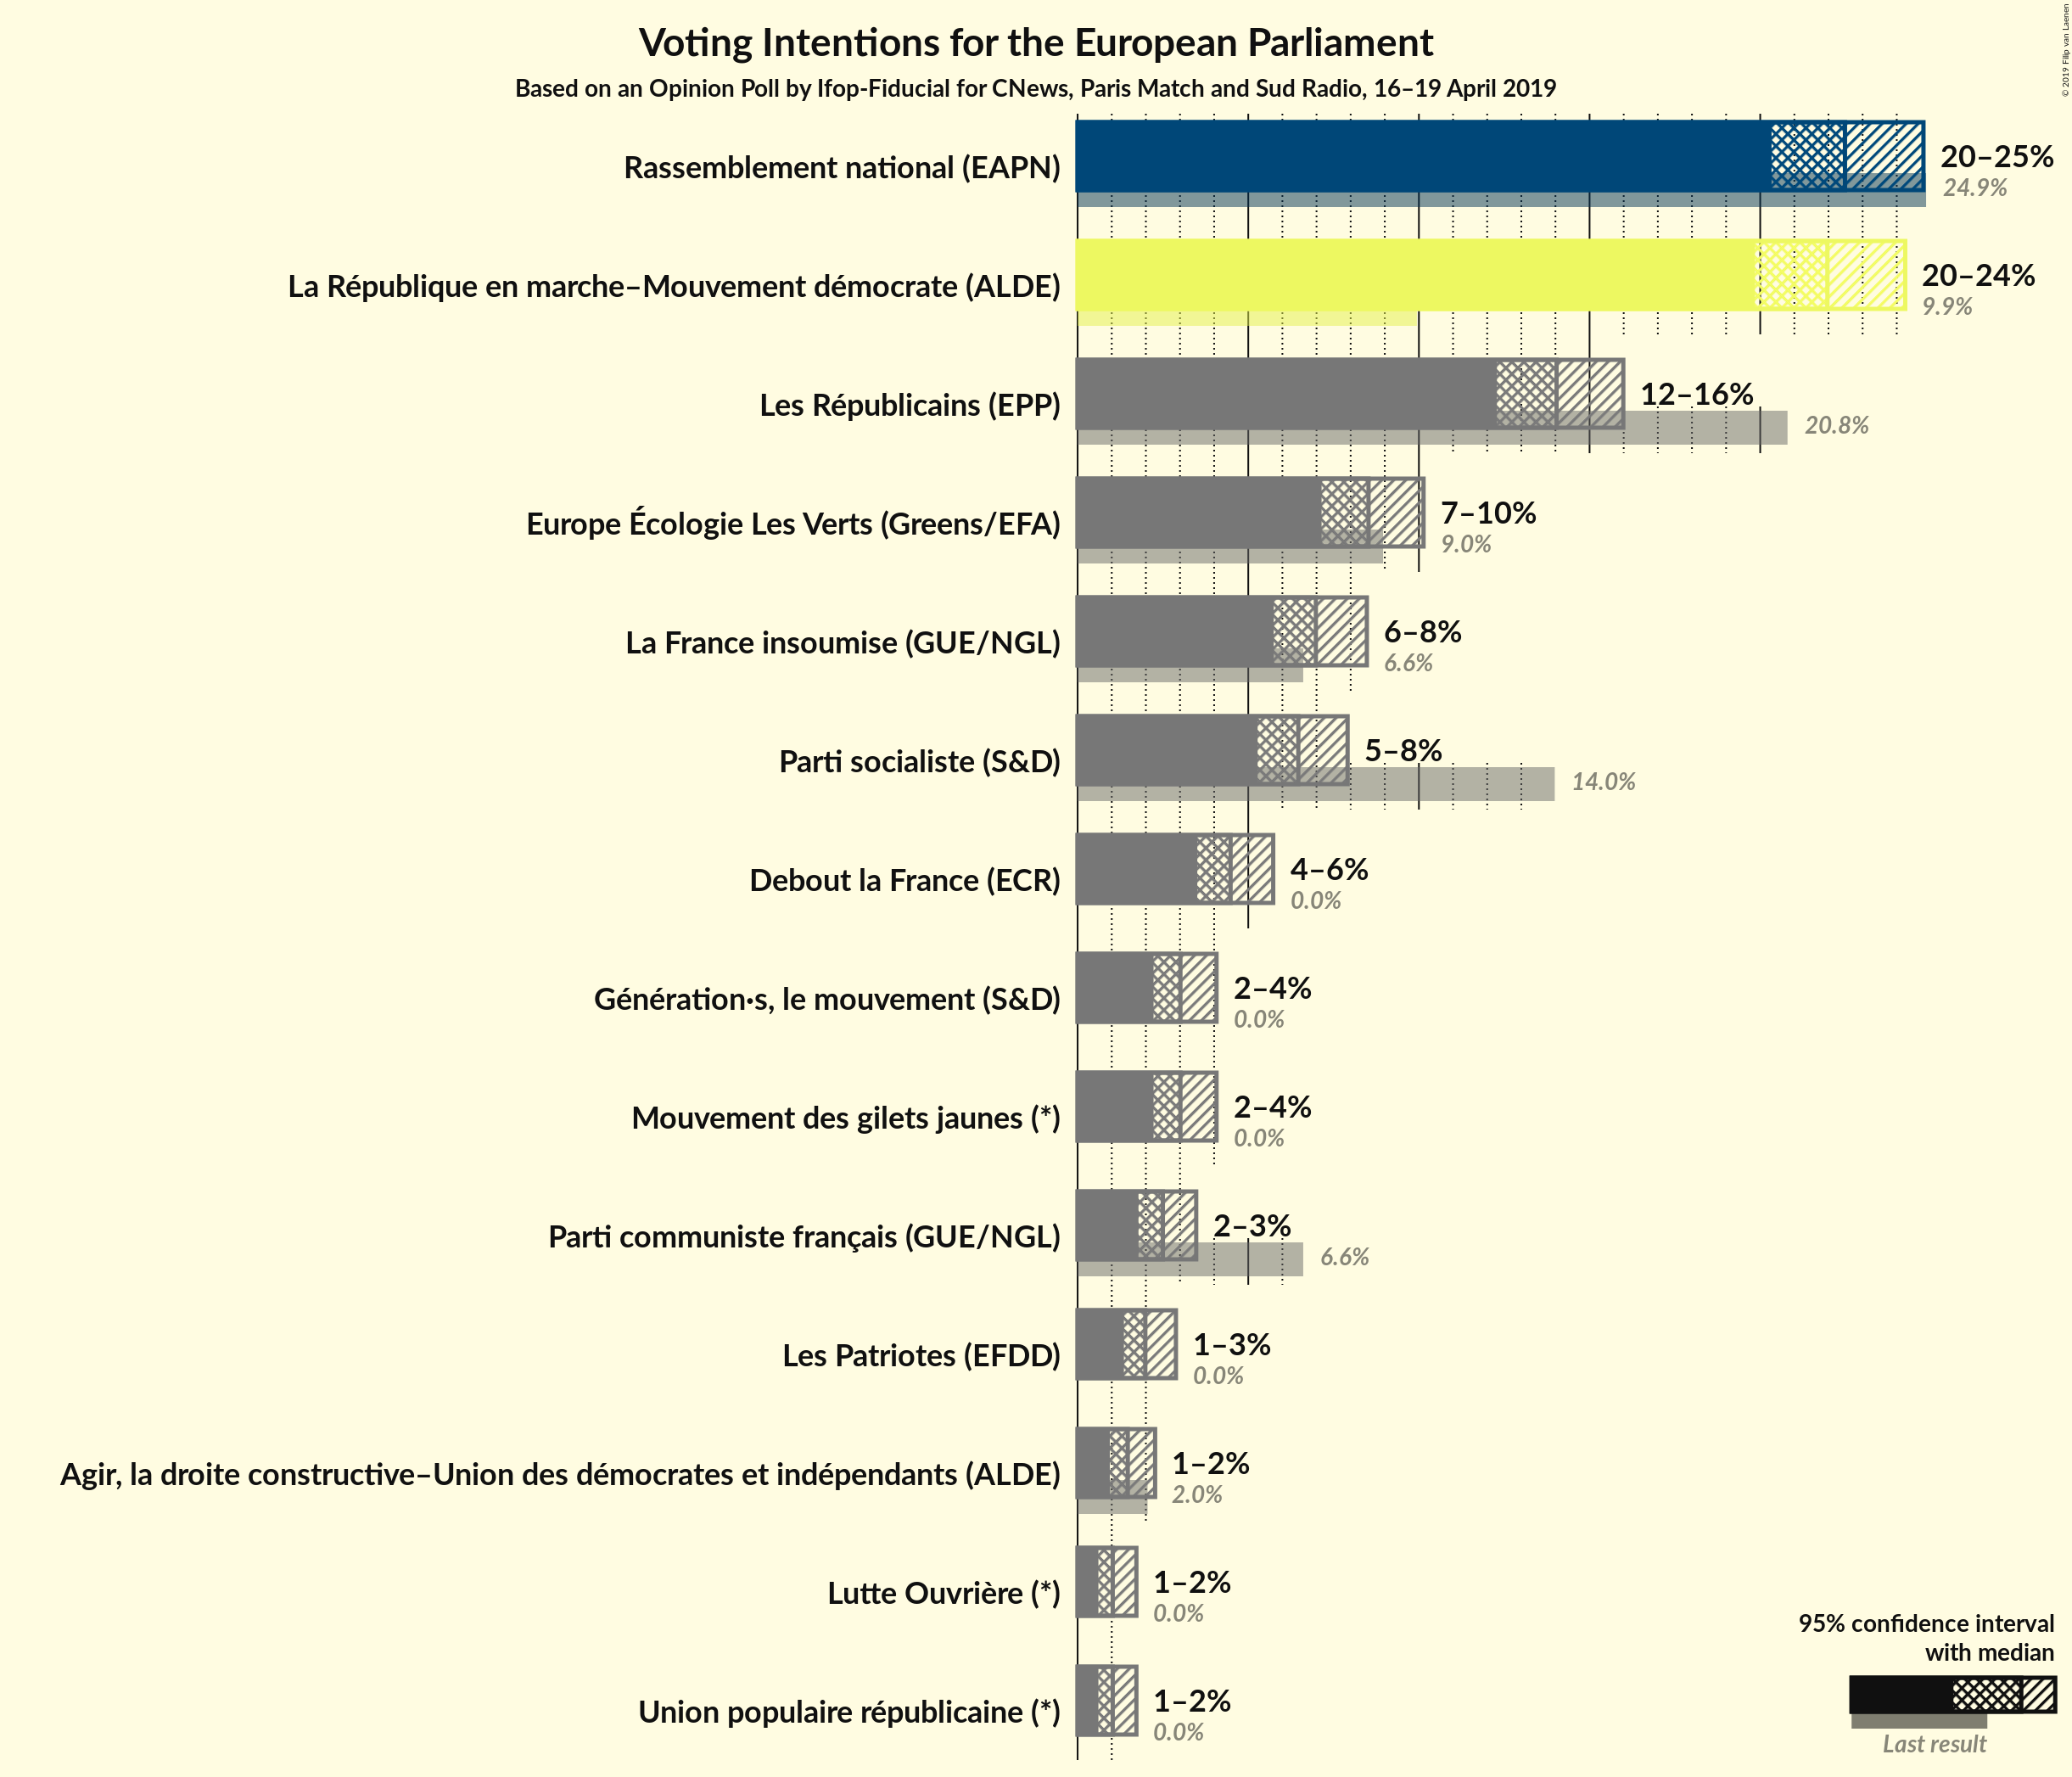 Voting Intentions for the European Parliament
Based on an Opinion Poll by Ifop-Fiducial for CNews, Paris Match and Sud Radio, 16–19 April 2019
© 2019 Filip van Laenen
Rassemblement national (EAPN)
20–25%
24.9%
La République en marche–Mouvement démocrate (ALDE)
20–24%
9.9%
Les Républicains (EPP)
12–16%
20.8%
Europe Écologie Les Verts (Greens/EFA)
7–10%
9.0%
La France insoumise (GUE/NGL)
6–8%
6.6%
Parti socialiste (S&D)
5–8%
14.0%
Debout la France (ECR)
4–6%
0.0%
Génération·s, le mouvement (S&D)
2–4%
0.0%
Mouvement des gilets jaunes (*)
2–4%
0.0%
Parti communiste français (GUE/NGL)
2–3%
6.6%
Les Patriotes (EFDD)
1–3%
0.0%
Agir, la droite constructive–Union des démocrates et indépendants (ALDE)
1–2%
2.0%
Lutte Ouvrière (*)
1–2%
0.0%
Union populaire républicaine (*)
1–2%
0.0%
95% confidence interval
with median
Last result